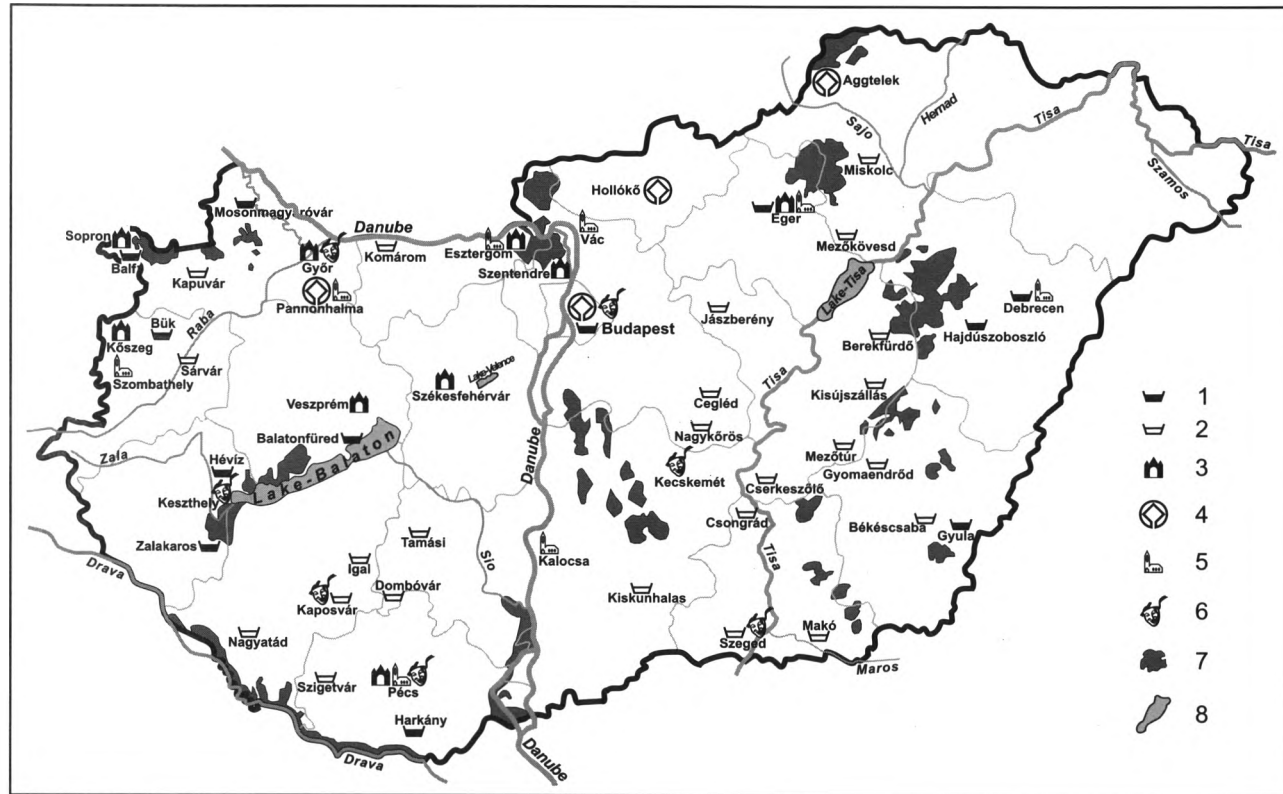 Aggtelek
Sajo
Hernad
Tisa
Tisa
Szamos
Miskolc
Hollókő
Mosonmagyaróvár
Danube
Eger
Vác
Sopron
Esztergom
Mezőkövesd
Balf
Győr
Komárom
Szentendre
Kapuvár
Lake-Tisa
Pannonhalma
Debrecen
Jászberény
Budapest
Raba
Bük
Hajdúszoboszló
Kőszeg
Berekfürdő
Sárvár
Szombathely
Lake-Velence
Tisa
Székesfehérvár
Kisújszállás
1
Veszprém
Cegléd
2
Balatonfüred
Nagykőrös
Zala
Danube
Mezőtúr
3
Hévíz
Lake-Balaton
Gyomaendrőd
Kecskemét
Cserkeszőlő
Keszthely
4
Csongrád
Békéscsaba
Gyula
Tamási
Zalakaros
5
Sio
Kalocsa
Tisa
Drava
Igal
Dombóvár
Kiskunhalas
Kaposvár
6
Makó
Nagyatád
Szeged
7
Maros
Szigetvár
Pécs
8
Harkány
Danube
Drava